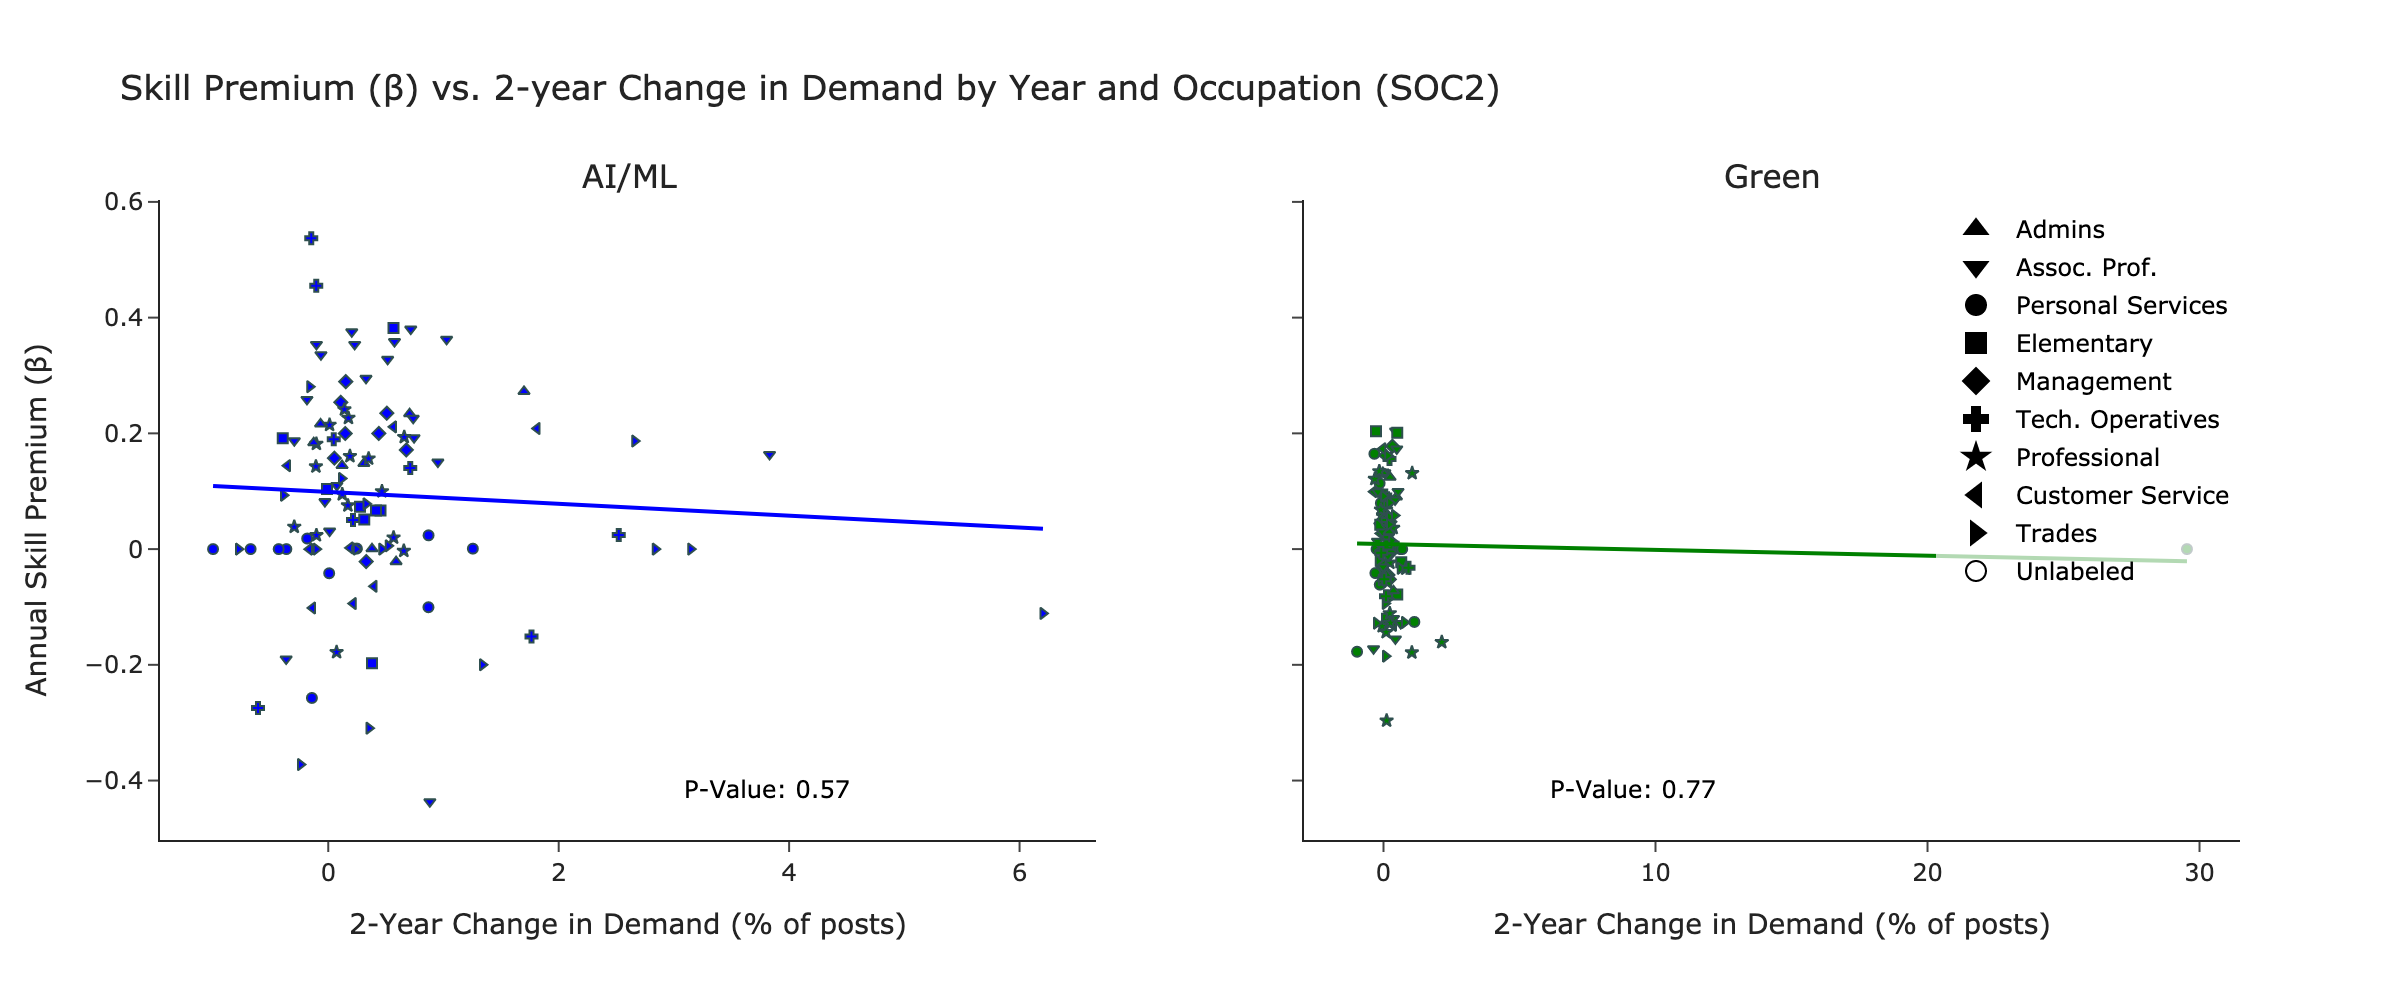 Skill Premium (β) vs. 2-year Change in Demand by Year and Occupation (SOC2)
AI/ML
Annual Skill Premium (β)
0.6
0.4
0.2
0
−0.2
−0.4
P-Value: 0.57
0 2 4 6
2-Year Change in Demand (% of posts)
Green
Admins
Assoc. Prof.
Personal Services
Elementary
Management
Tech. Operatives
Professional
Customer Service
Trades
Unlabeled
P-Value: 0.77
0 10 20 30
2-Year Change in Demand (% of posts)